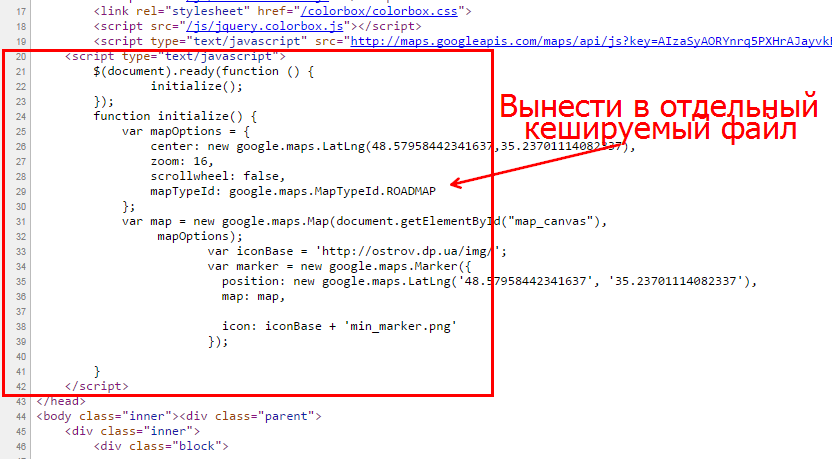 17 <link rel="stylesheet" href="/colorbox/colorbox.css">
18 <script src="/js/jquery.colorbox.js"></script>
19 <script type="text/javascript" src="http://maps.googleapis.com/maps/api/js?key=AIzaSyAORYnrq5PXHrAJayvk
20 <script type="text/javascript">
21 $(document).ready(function () {
22 initialize();
23 });
24 function initialize() {
25 var mapOptions = {
Вынести в отдельный
кешируемый файл
26 center: new google.maps.LatLng(48.57958442341637,35.23701114082337),
27 zoom: 16,
28 scrollwheel: false,
29 mapTypeId: google.maps.MapTypeId.ROADMAP
30 };
31 var map = new google.maps.Map(document.getElementById("map_canvas"),
32 mapOptions);
33 var iconBase = 'http://ostrov.dp.ua/img/';
34 var marker = new google.maps.Marker({
35 position: new google.maps.LatLng('48.57958442341637', '35.23701114082337'),
36 map: map,
37
38 icon: iconBase + 'min_marker.png'
39 });
40
41 }
42 </script>
43 </head>
44 <body class="inner"><div class="parent">
45 <div class="inner">
46 <div class="block">